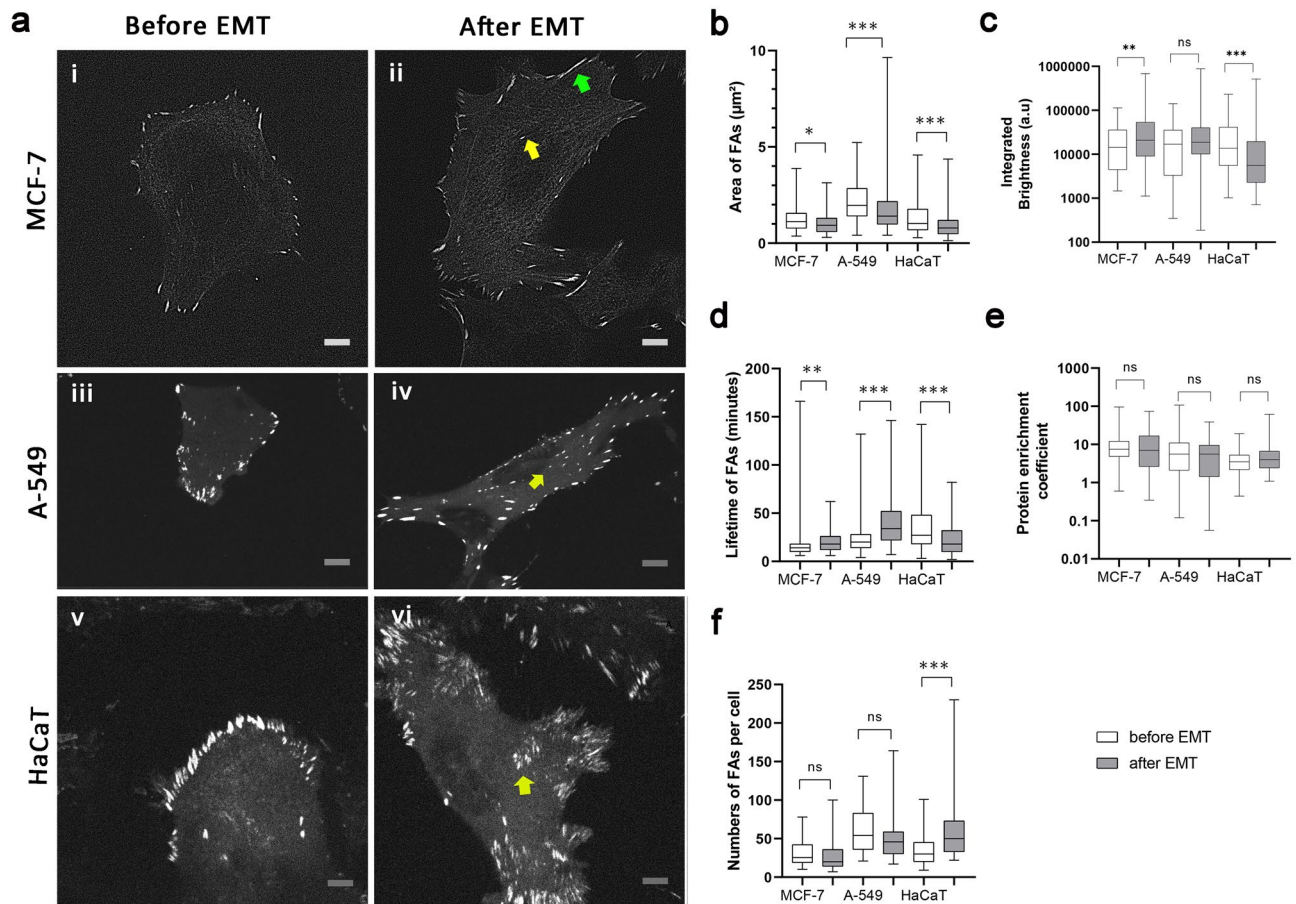 a
Before EMT
After EMT
MCF-7
i
ii
A-549
iii
iv
HaCaT
v
vi
b
Area of FAs (µm²)
10
8
6
4
2
0
*
***
***
MCF-7 A-549 HaCaT
c
Integrated
Brightness (a.u)
1000000
100000
10000
1000
100
**
ns
***
MCF-7 A-549 HaCaT
d
Lifetime of FAs (minutes)
200
150
100
50
0
**
***
***
MCF-7 A-549 HaCaT
e
Protein enrichment
coefficient
1000
100
10
1
0.1
0.01
ns
ns
ns
MCF-7 A-549 HaCaT
f
Numbers of FAs per cell
250
200
150
100
50
0
ns
ns
***
MCF-7 A-549 HaCaT
before EMT
after EMT